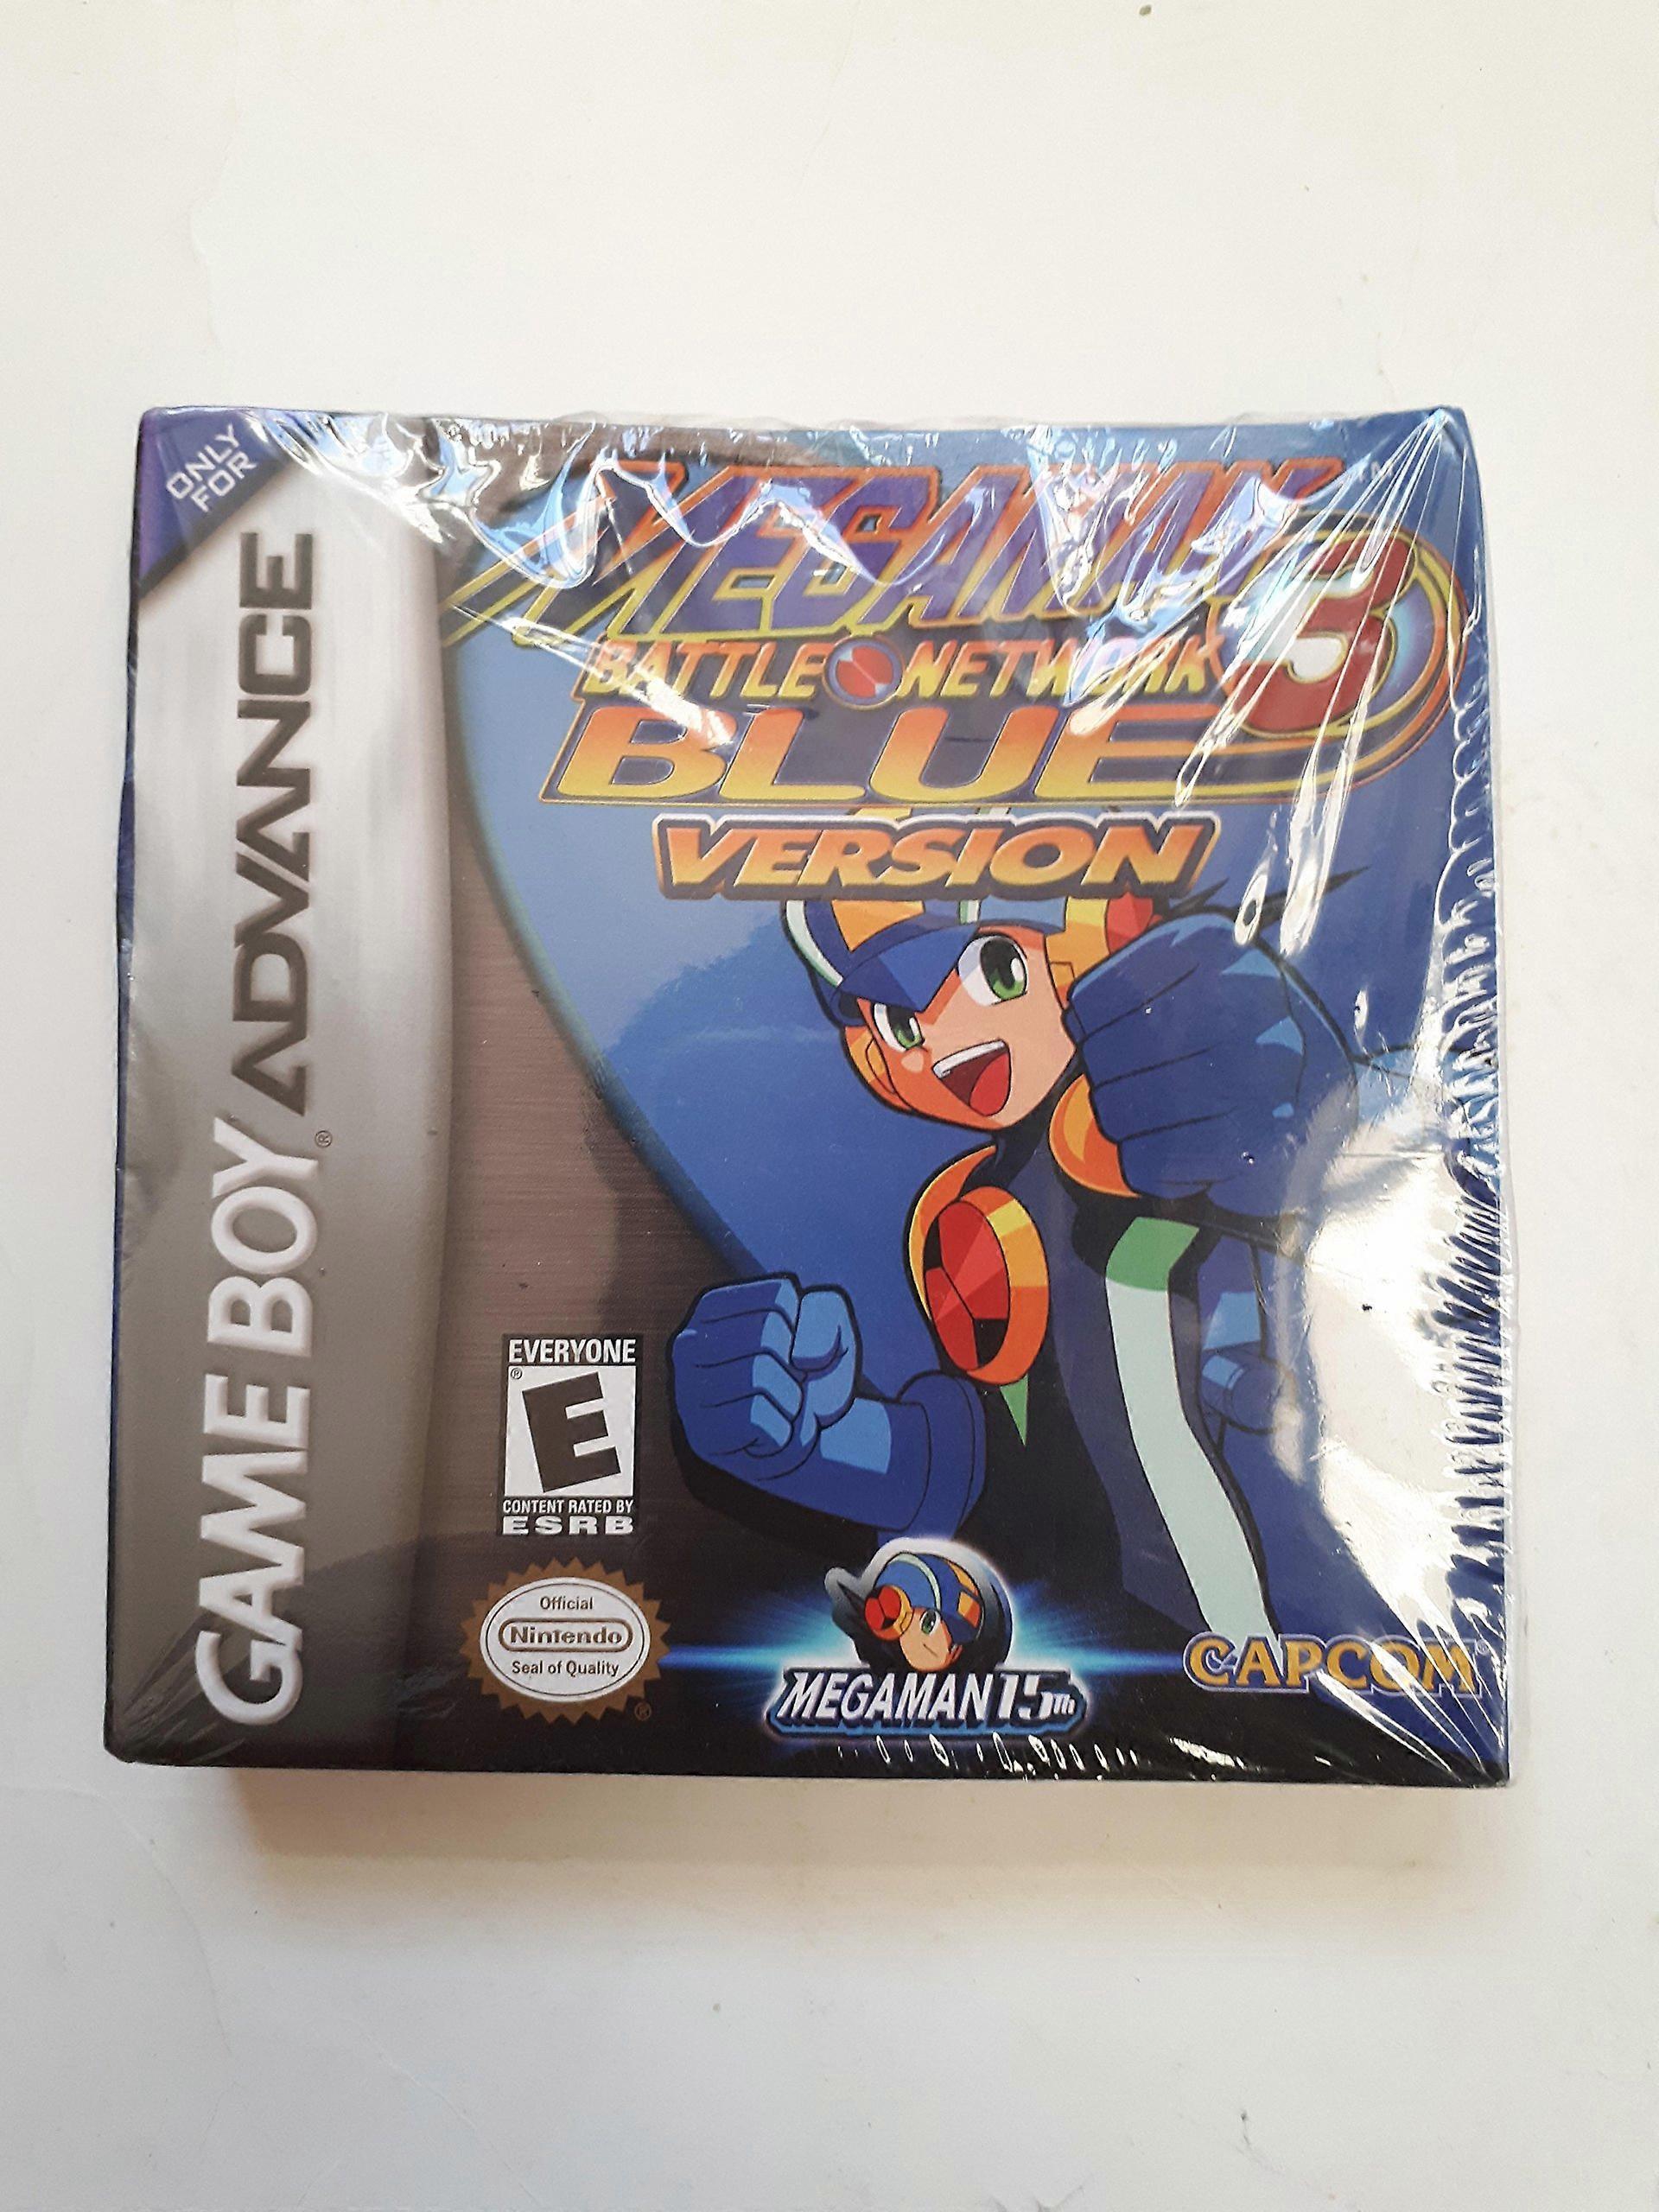 ONLY
FOR
GAME BOY ADVANCE
®
MEGAMAN
™
BATTLE NETWORK 3
BLUE
VERSION
EVERYONE
E
®
CONTENT RATED BY
ESRB
Official
Nintendo
Seal of Quality
®
MEGAMAN 15th
CAPCOM®